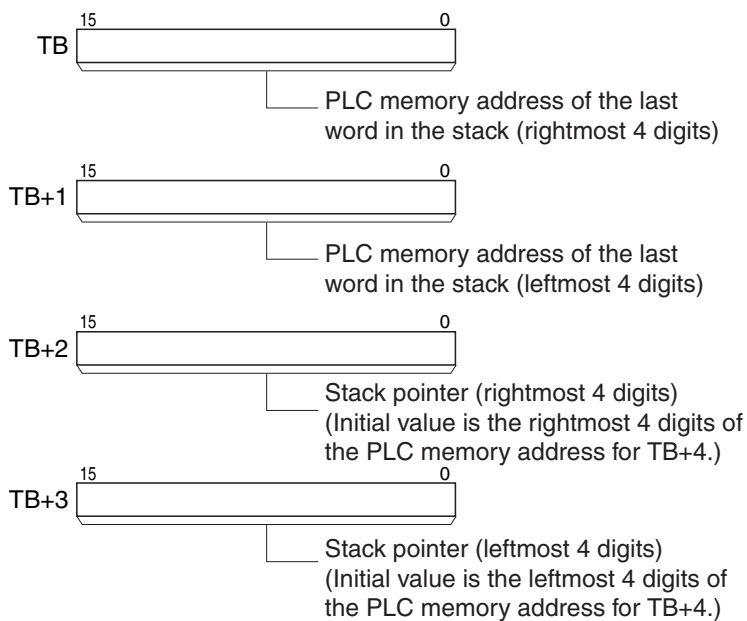 15 0
TB
PLC memory address of the last
word in the stack (rightmost 4 digits)
15 0
TB+1
PLC memory address of the last
word in the stack (leftmost 4 digits)
15 0
TB+2
Stack pointer (rightmost 4 digits)
(Initial value is the rightmost 4 digits of
the PLC memory address for TB+4.)
15 0
TB+3
Stack pointer (leftmost 4 digits)
(Initial value is the leftmost 4 digits of
the PLC memory address for TB+4.)